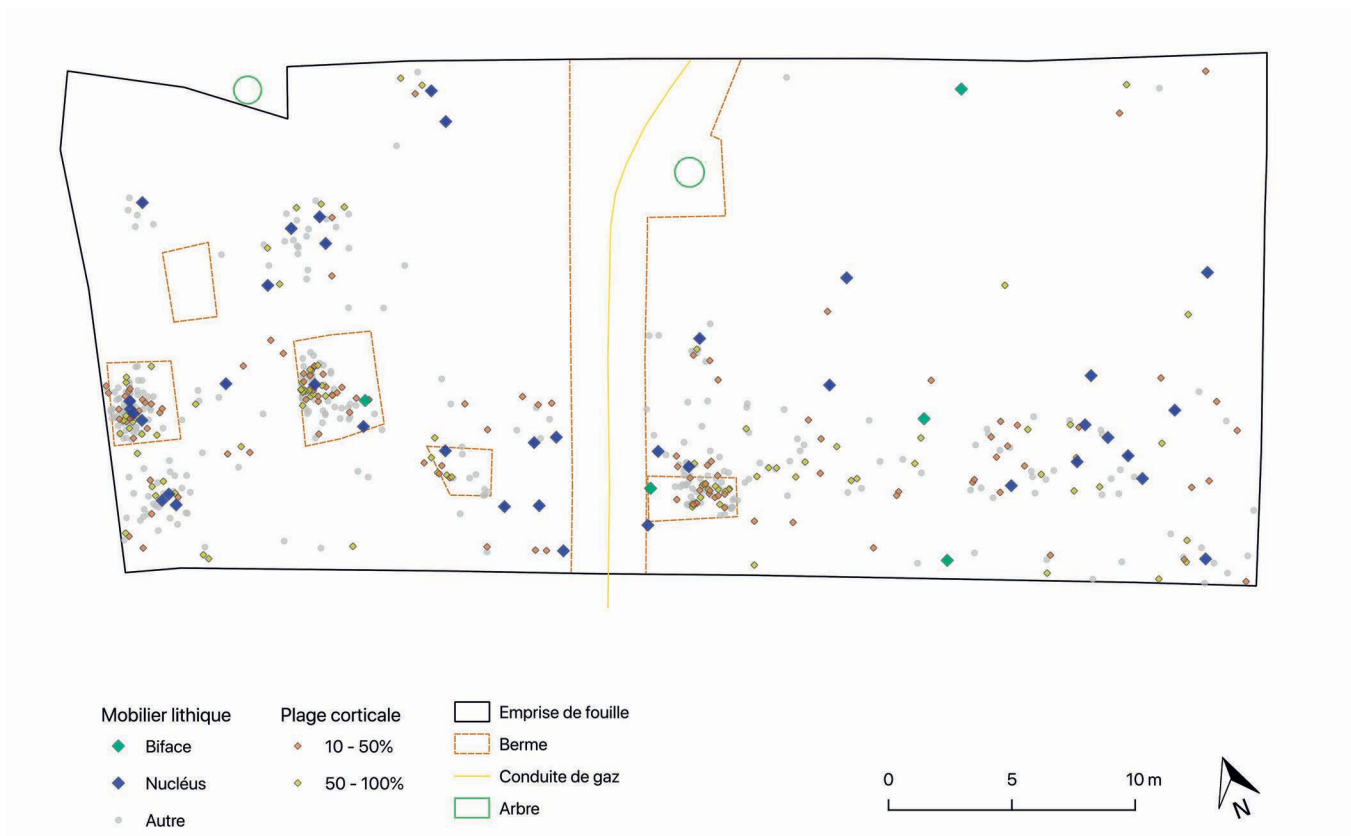 Mobilier lithique
Biface
Nucléus
Autre
Plage corticale
10 - 50%
50 - 100%
Emprise de fouille
Berme
Conduite de gaz
Arbre
0 5 10 m
N